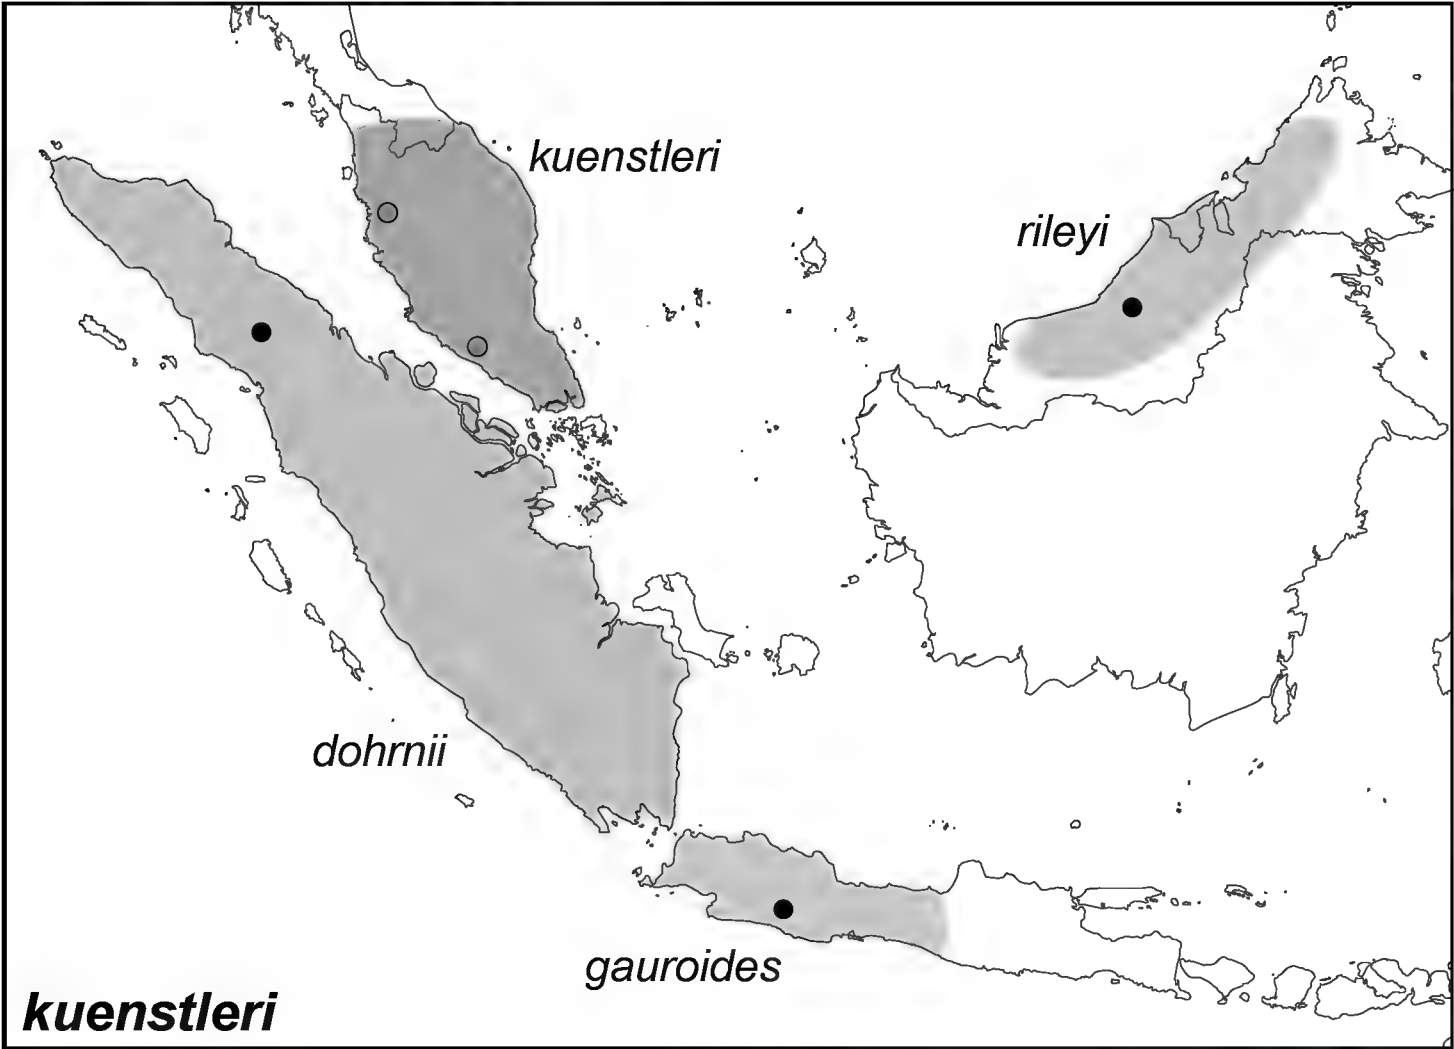 kuenstleri
rileyi
dohrnii
gauroides
kuenstleri